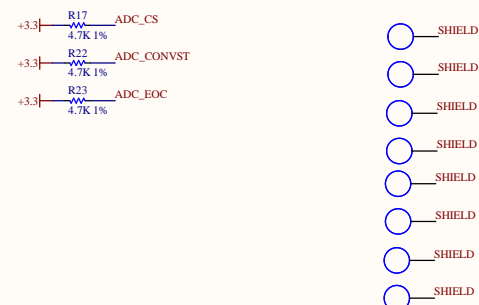 R17
+3.3 ADC_CS
4.7K 1%
R22
+3.3 ADC_CONVST
4.7K 1%
R23
+3.3 ADC_EOC
4.7K 1%
SHIELD
SHIELD
SHIELD
SHIELD
SHIELD
SHIELD
SHIELD
SHIELD